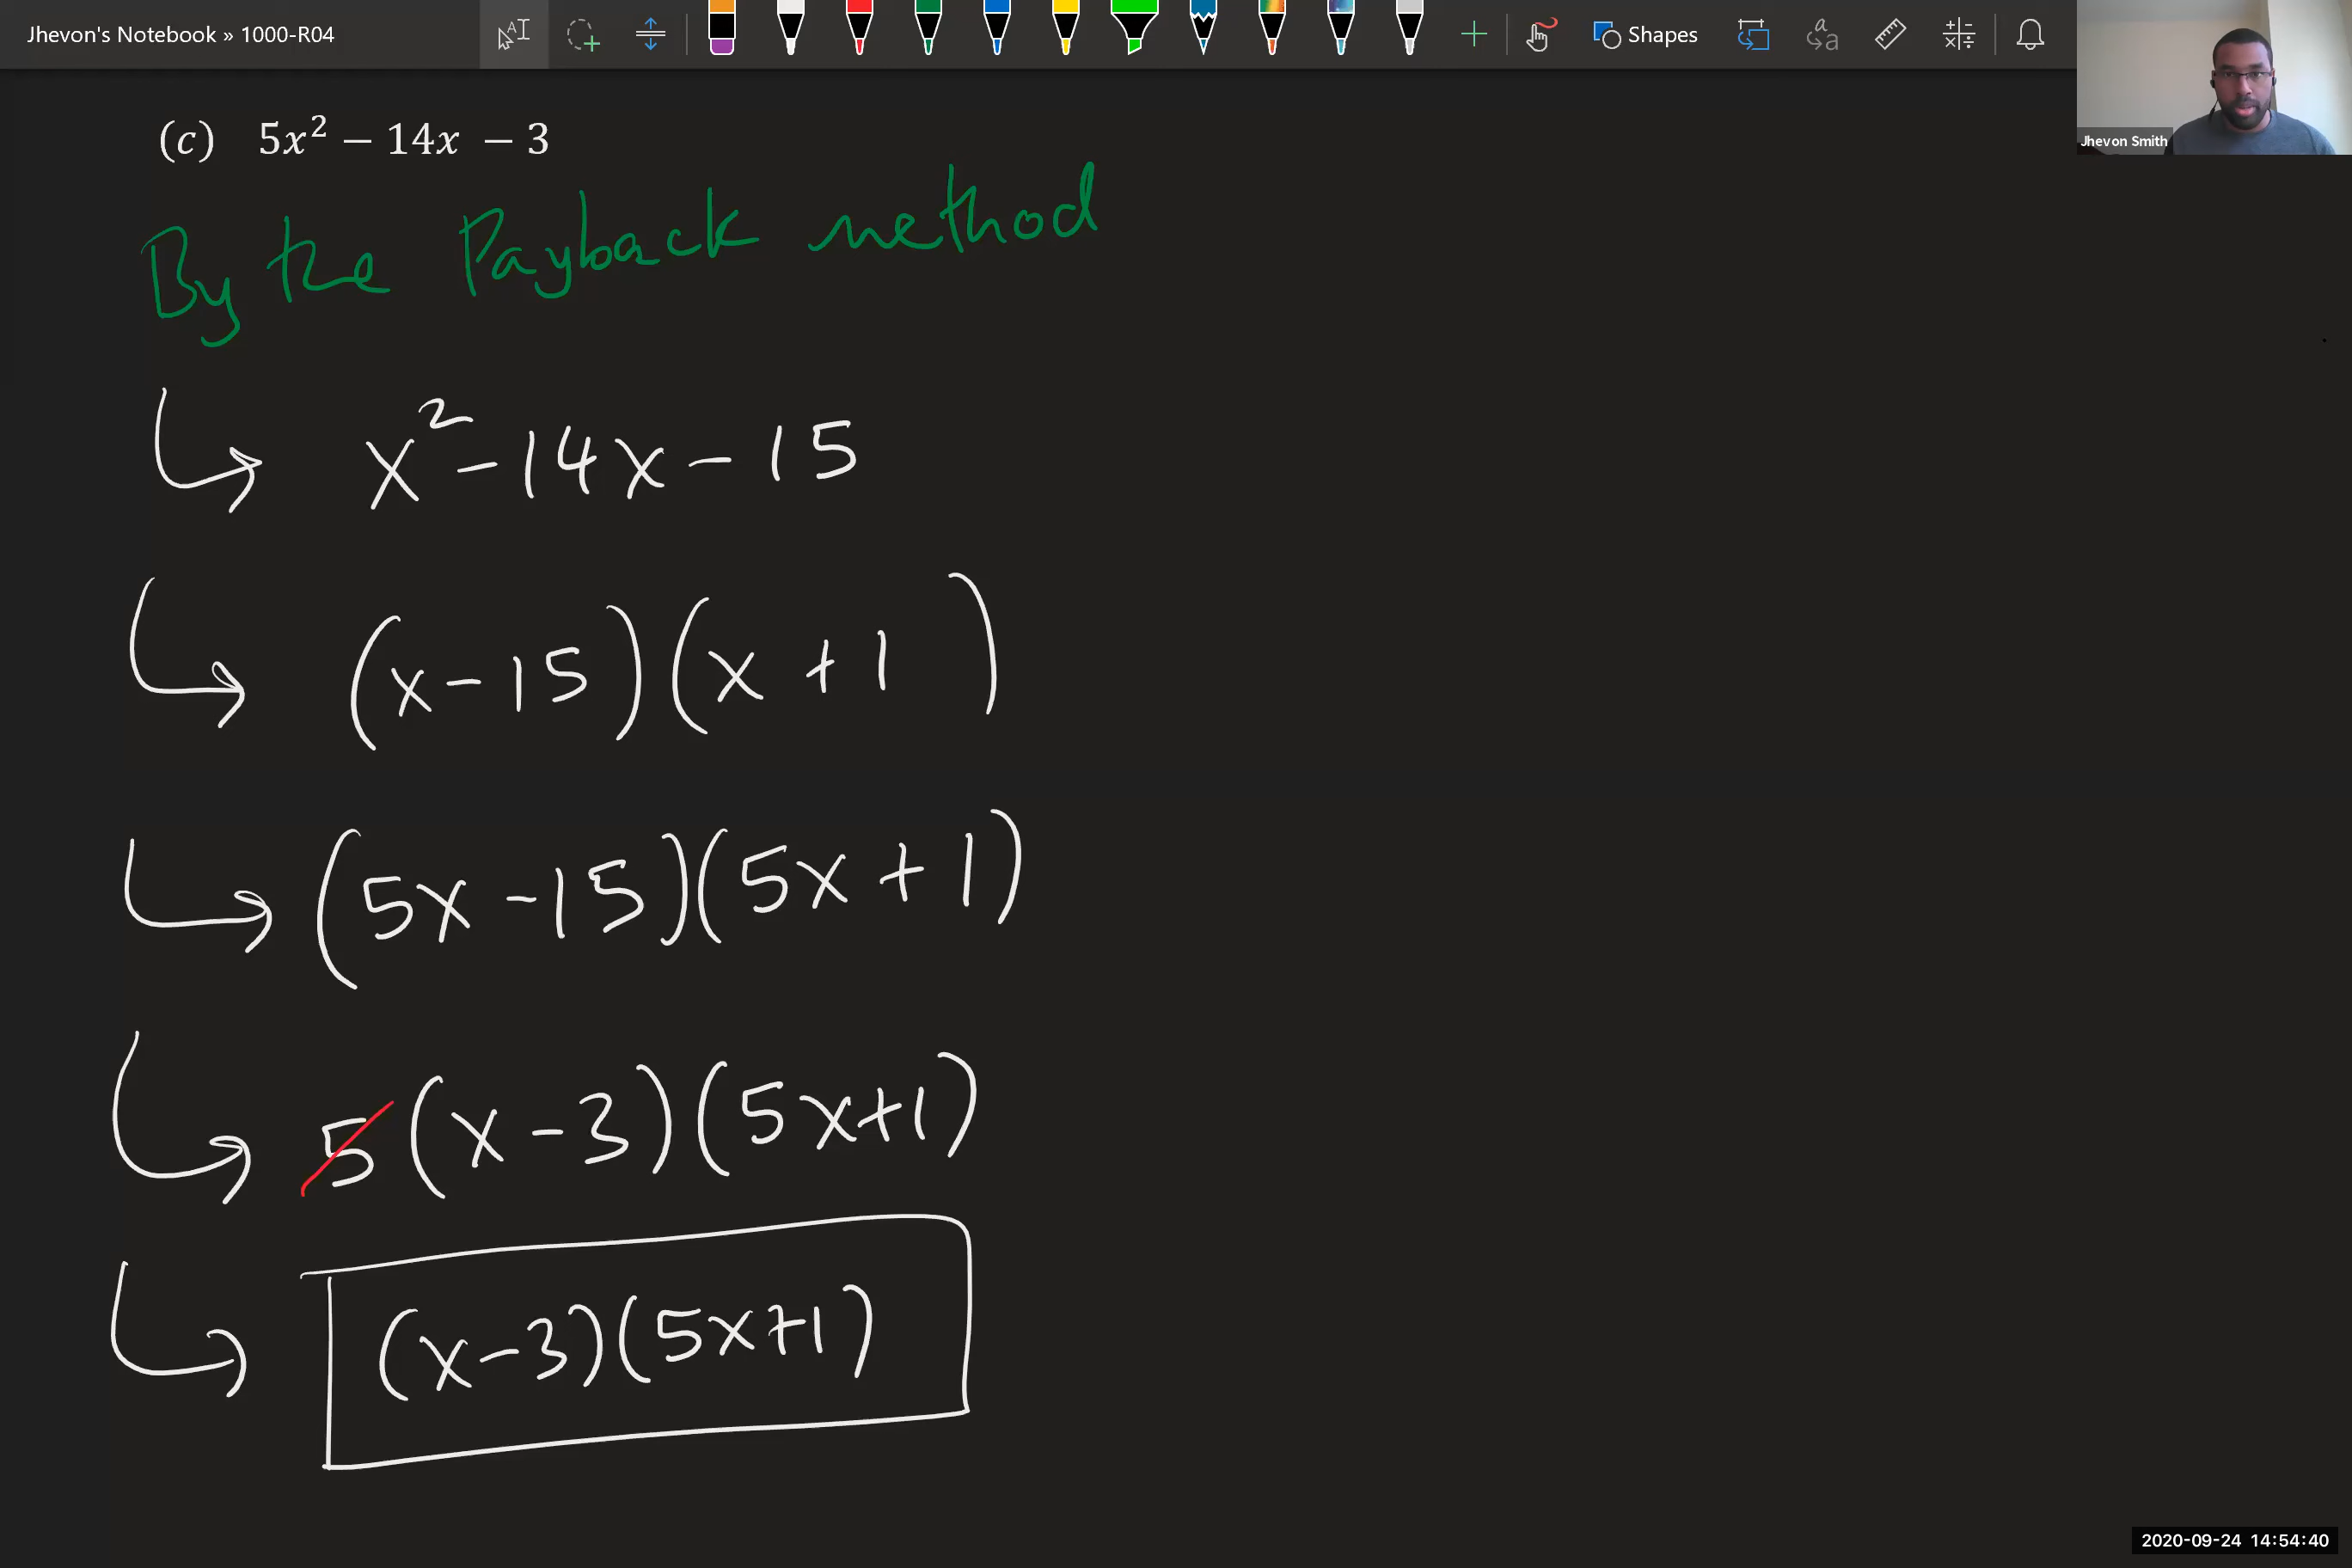 Jhevon's Notebook » 1000-R04
Shapes
Jhevon Smith
(c) 5x² − 14x − 3
By the Payback method
x² − 14x − 15
(x − 15)(x + 1)
(5x − 15)(5x + 1)
5(x − 3)(5x+1)
(x − 3)(5x+1)
2020-09-24 14:54:40